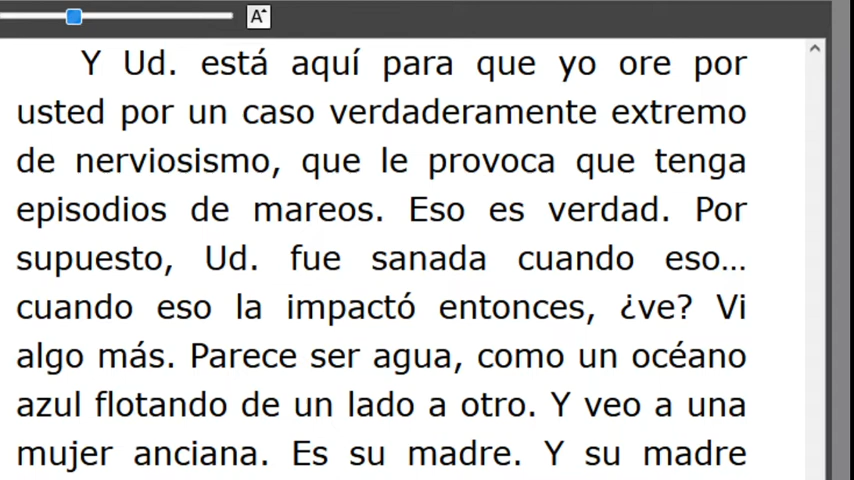 A
Y Ud. está aquí para que yo ore por
usted por un caso verdaderamente extremo
de nerviosismo, que le provoca que tenga
episodios de mareos. Eso es verdad. Por
supuesto, Ud. fue sanada cuando eso…
cuando eso la impactó entonces, ¿ve? Vi
algo más. Parece ser agua, como un océano
azul flotando de un lado a otro. Y veo a una
mujer anciana. Es su madre. Y su madre